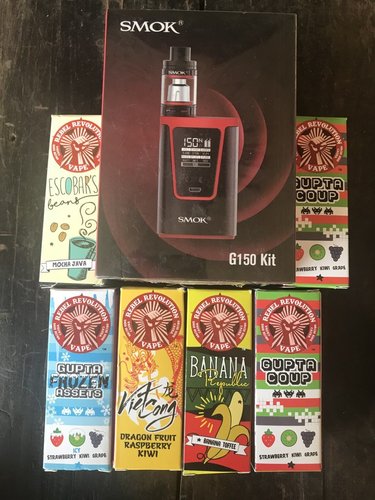 SMOK®
SMOK
150W
SMOK®
G150 Kit
REBEL REVOLUTION
VAPE
ESCOBAR'S
beans
MOCHA JAVA
REBEL REVOLUTION
VAPE
GUPTA
COUP
STRAWBERRY KIWI GRAPE
REBEL REVOLUTION
VAPE
GUPTA
FROZEN
ASSETS
ICY
STRAWBERRY KIWI GRAPE
REBEL REVOLUTION
VAPE
Viet Cong
DRAGON FRUIT
RASPBERRY
KIWI
REBEL REVOLUTION
VAPE
BANANA
Republic
BANANA TOFFEE
REBEL REVOLUTION
VAPE
GUPTA
COUP
STRAWBERRY KIWI GRAPE